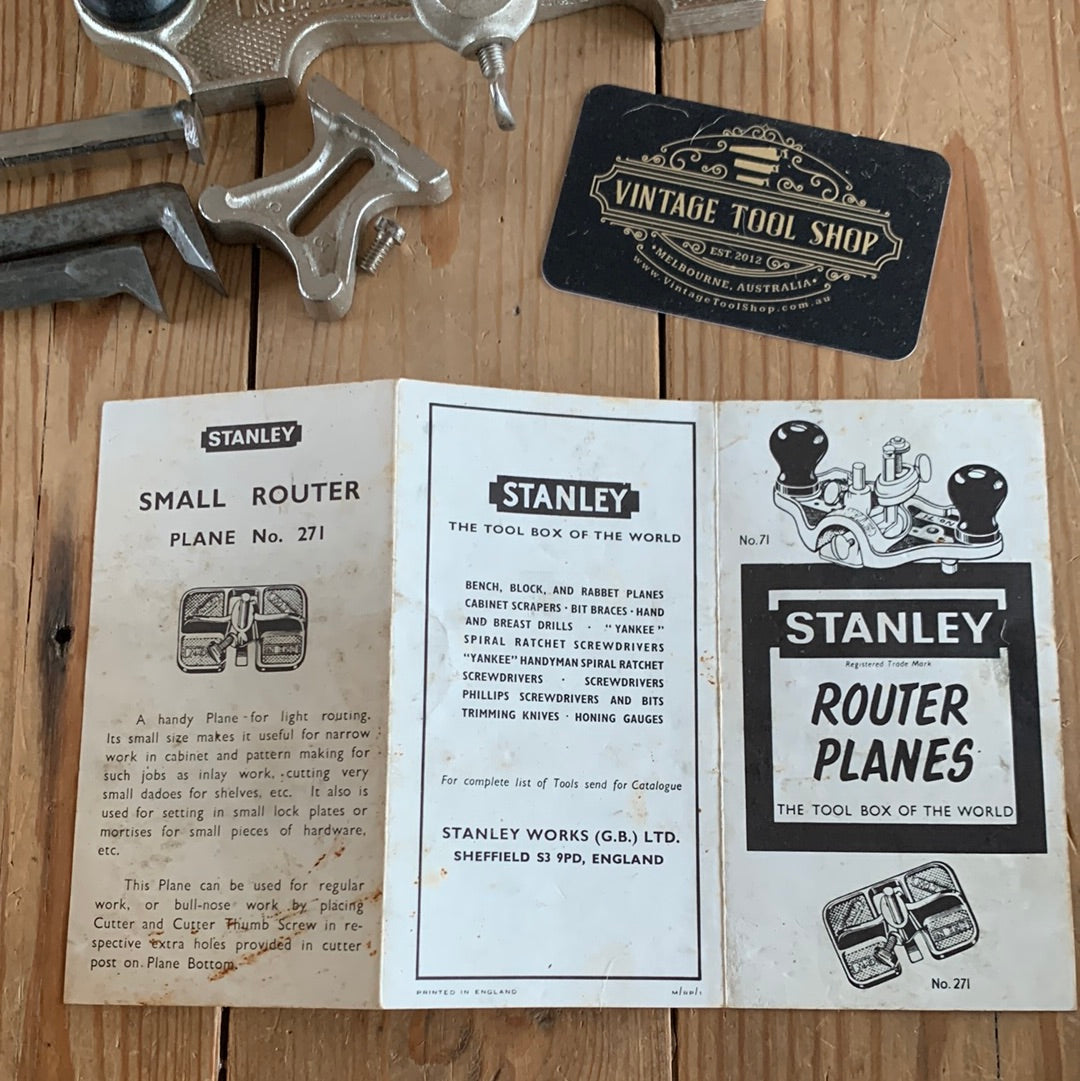 VINTAGE TOOL SHOP
EST. 2012
•MELBOURNE, AUSTRALIA•
www.VintageToolShop.com.au
STANLEY
SMALL ROUTER
PLANE No. 271
A handy Plane for light routing.
Its small size makes it useful for narrow
work in cabinet and pattern making for
such jobs as inlay work, cutting very
small dadoes for shelves, etc. It also is
used for setting in small lock plates or
mortises for small pieces of hardware,
etc.
This Plane can be used for regular
work, or bull-nose work by placing
Cutter and Cutter Thumb Screw in re-
spective extra holes provided in cutter
post on Plane Bottom.
STANLEY
THE TOOL BOX OF THE WORLD
BENCH, BLOCK, AND RABBET PLANES
CABINET SCRAPERS · BIT BRACES · HAND
AND BREAST DRILLS · "YANKEE"
SPIRAL RATCHET SCREWDRIVERS
"YANKEE" HANDYMAN SPIRAL RATCHET
SCREWDRIVERS · SCREWDRIVERS
PHILLIPS SCREWDRIVERS AND BITS
TRIMMING KNIVES · HONING GAUGES
For complete list of Tools send for Catalogue
STANLEY WORKS (G.B.) LTD.
SHEFFIELD S3 9PD, ENGLAND
PRINTED IN ENGLAND
No.71
STANLEY
Registered Trade Mark
ROUTER
PLANES
THE TOOL BOX OF THE WORLD
No. 271